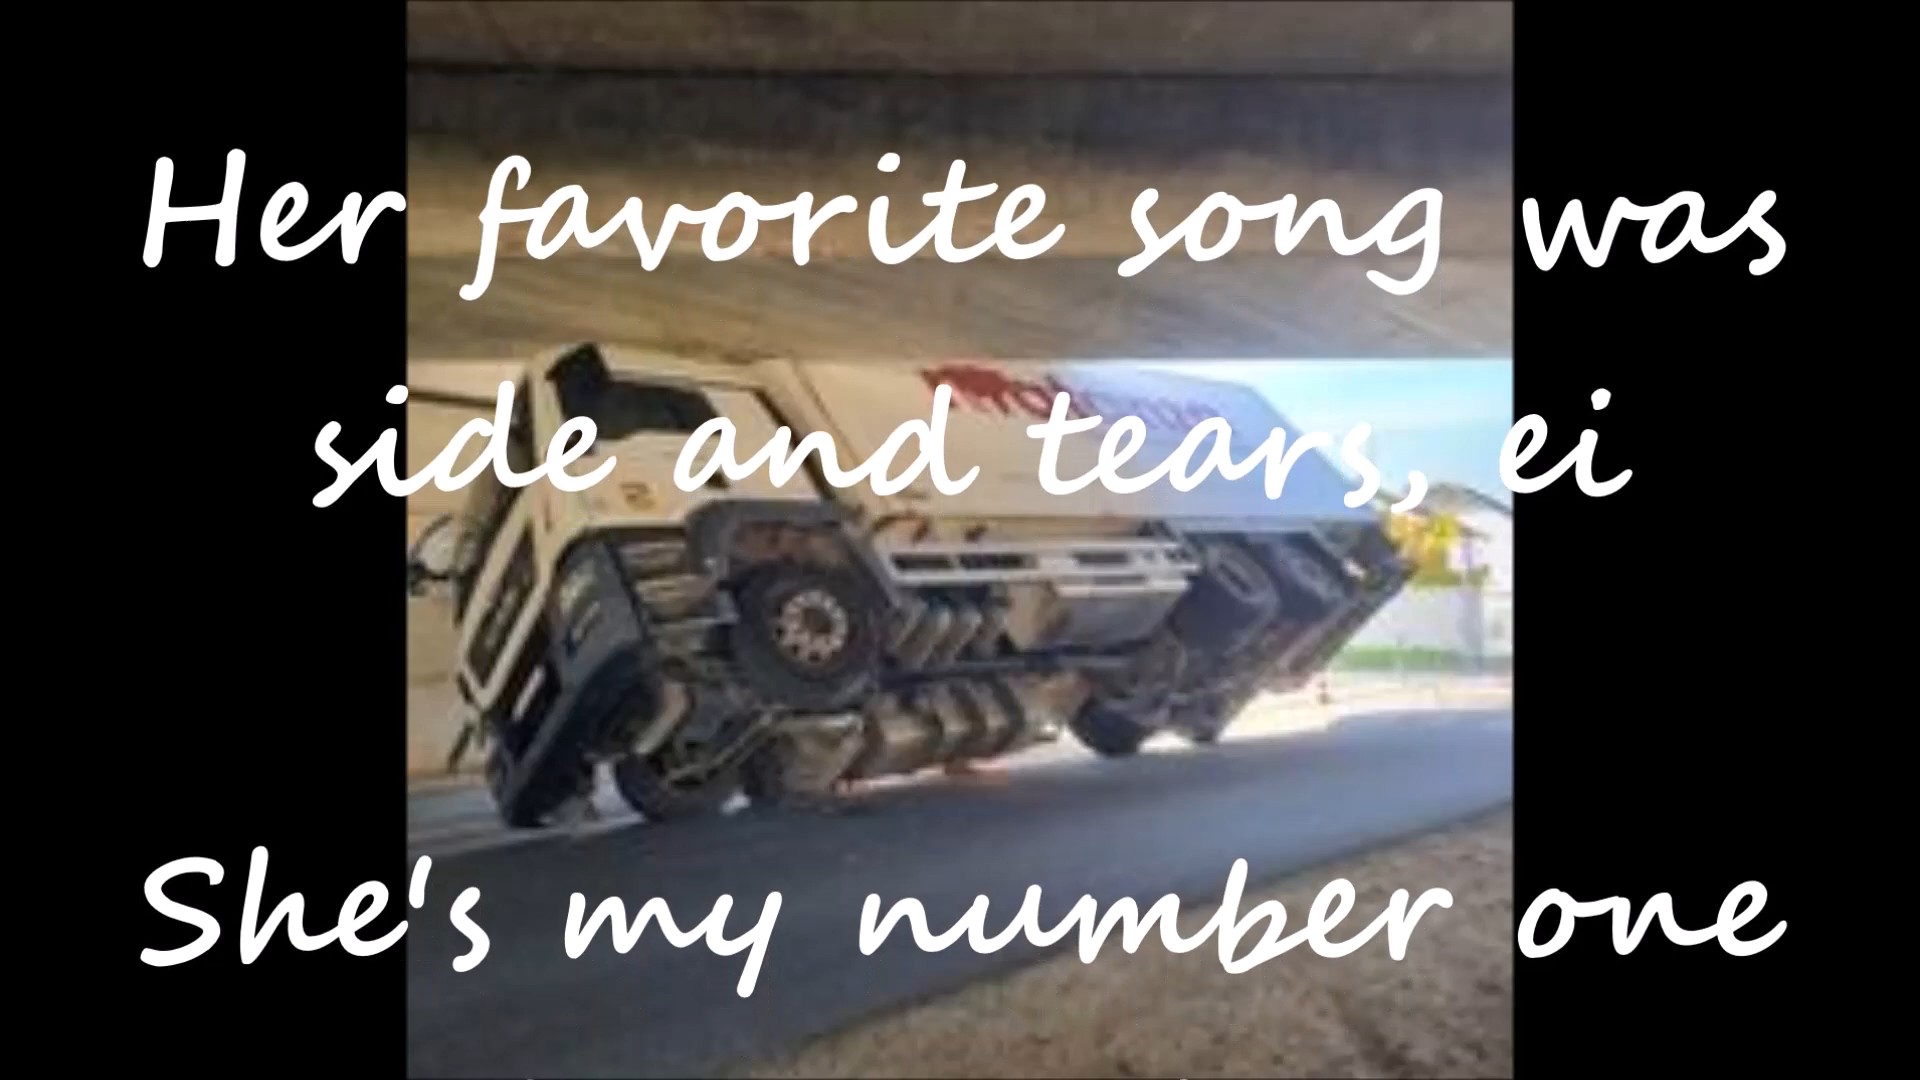 Her favorite song was
side and tears, ei
She's my number one